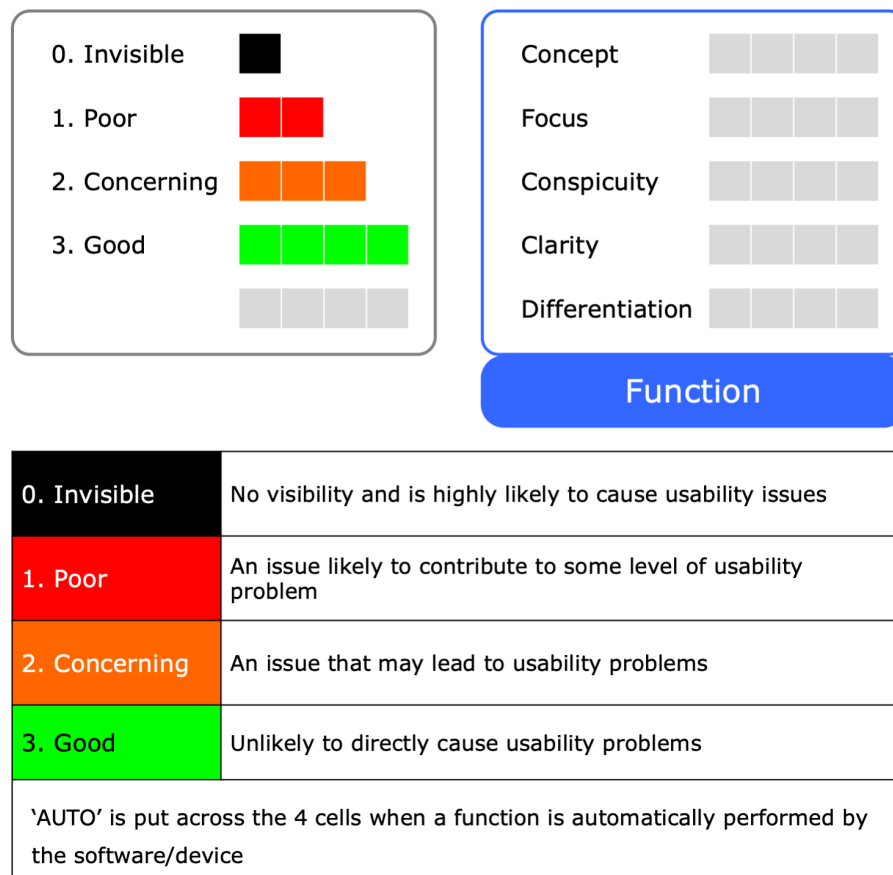 0. Invisible
1. Poor
2. Concerning
3. Good
Concept
Focus
Conspicuity
Clarity
Differentiation
Function
0. Invisible
No visibility and is highly likely to cause usability issues
1. Poor
An issue likely to contribute to some level of usability
problem
2. Concerning
An issue that may lead to usability problems
3. Good
Unlikely to directly cause usability problems
‘AUTO’ is put across the 4 cells when a function is automatically performed by
the software/device